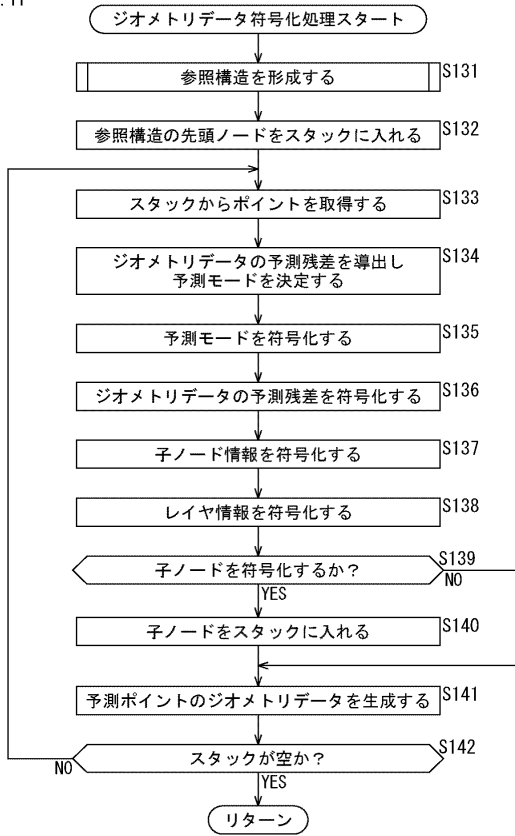 ジオメトリデータ符号化処理スタート
参照構造を形成する
S131
参照構造の先頭ノードをスタックに入れる
S132
スタックからポイントを取得する
S133
ジオメトリデータの予測残差を導出し
予測モードを決定する
S134
予測モードを符号化する
S135
ジオメトリデータの予測残差を符号化する
S136
子ノード情報を符号化する
S137
レイヤ情報を符号化する
S138
子ノードを符号化するか?
S139
NO
YES
子ノードをスタックに入れる
S140
予測ポイントのジオメトリデータを生成する
S141
スタックが空か?
S142
NO
YES
リターン